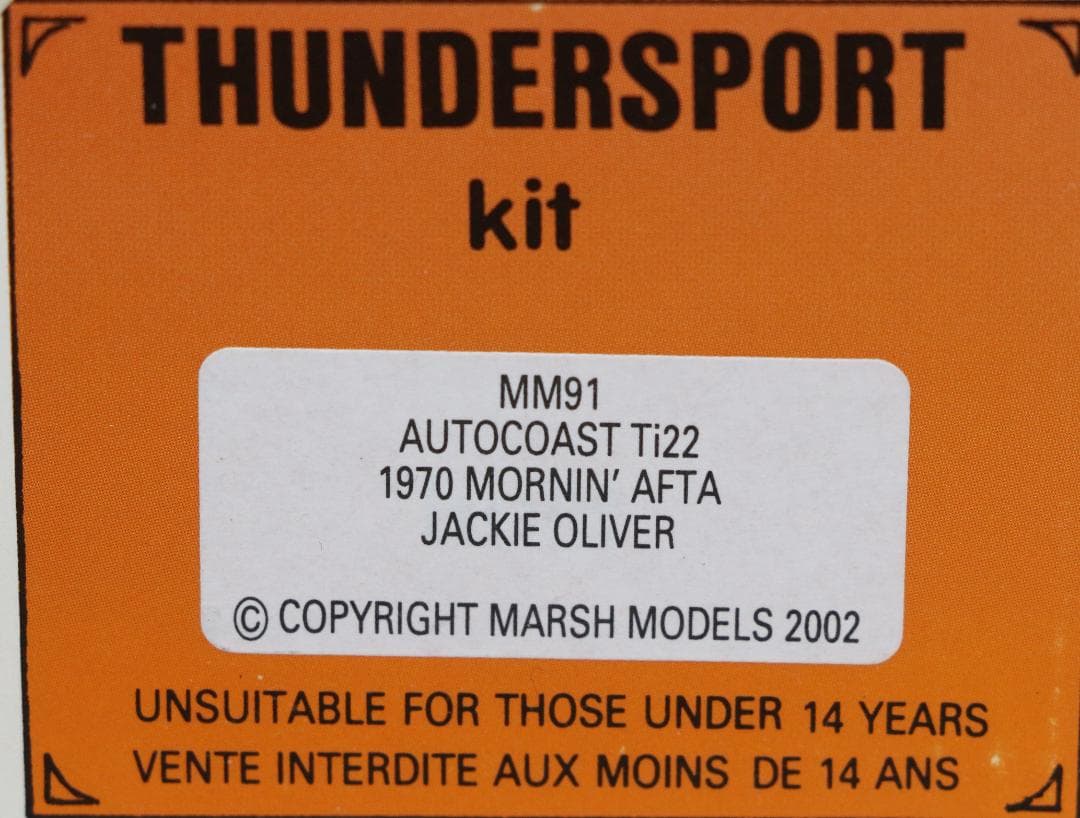 THUNDERSPORT
kit
MM91
AUTOCOAST Ti22
1970 MORNIN' AFTA
JACKIE OLIVER
© COPYRIGHT MARSH MODELS 2002
UNSUITABLE FOR THOSE UNDER 14 YEARS
VENTE INTERDITE AUX MOINS DE 14 ANS